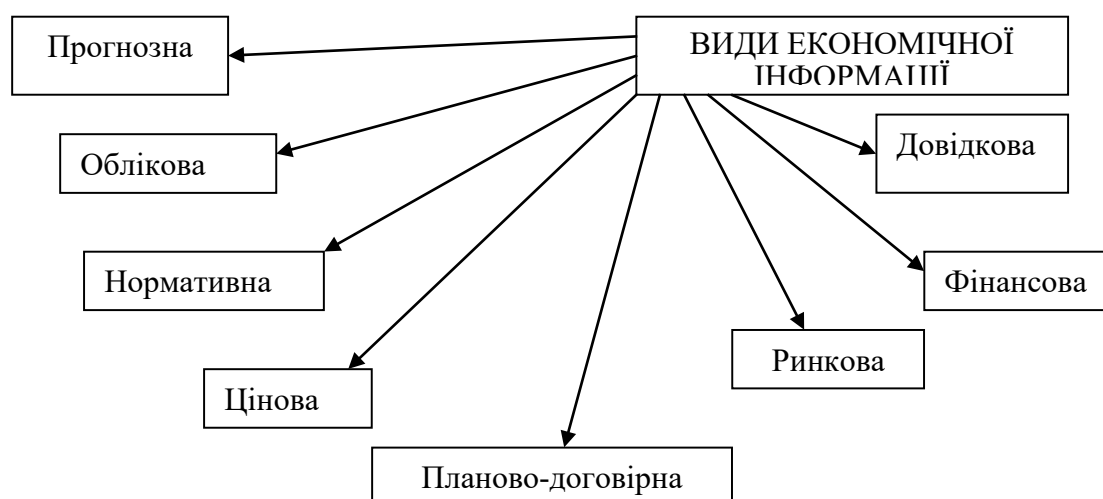 Прогнозна
ВИДИ ЕКОНОМІЧНОЇ
ІНФОРМАЦІЇ
Довідкова
Облікова
Нормативна
Фінансова
Ринкова
Цінова
Планово-договірна